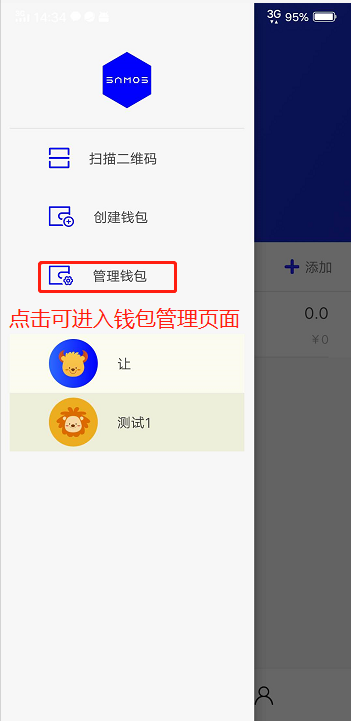 14:34
3G 95%
SAMOS
扫描二维码
创建钱包
添加
管理钱包
0.0
点击可进入钱包管理页面
¥0
让
测试1